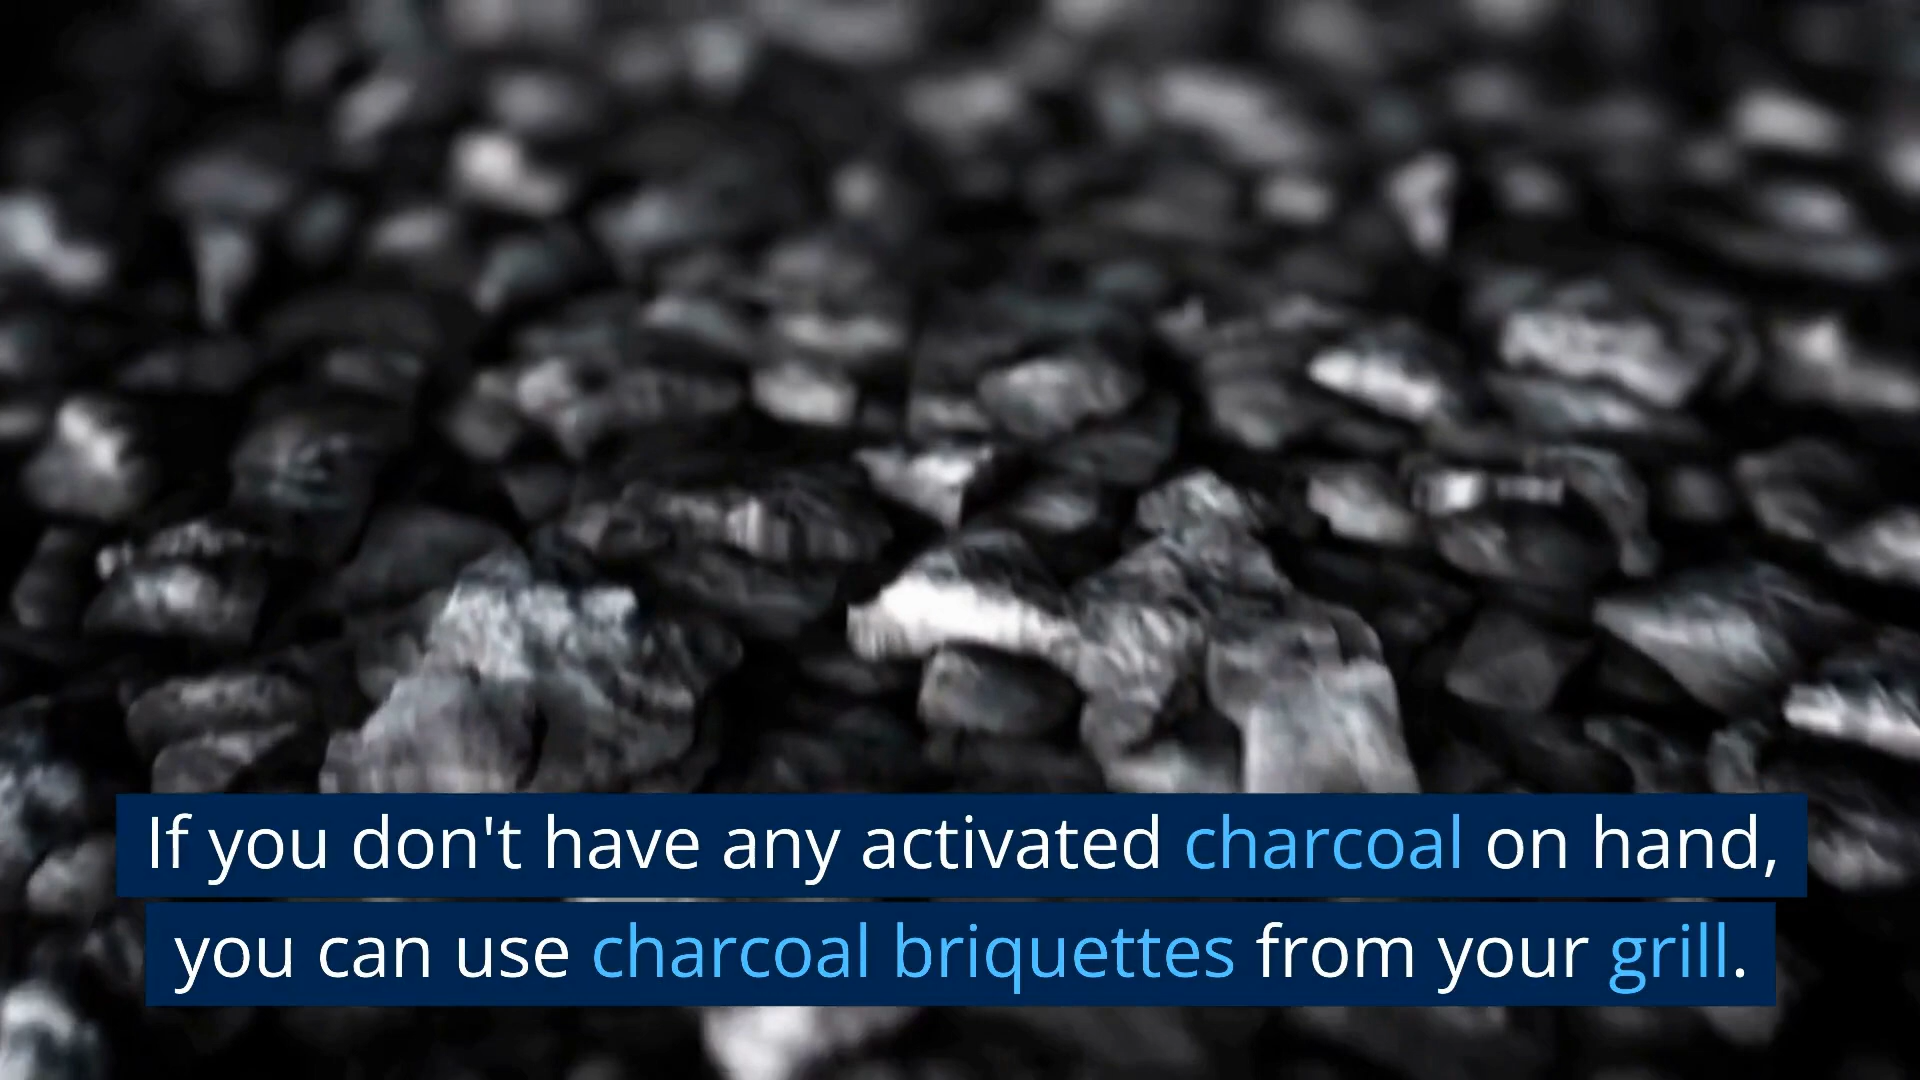 If you don't have any activated charcoal on hand,
you can use charcoal briquettes from your grill.